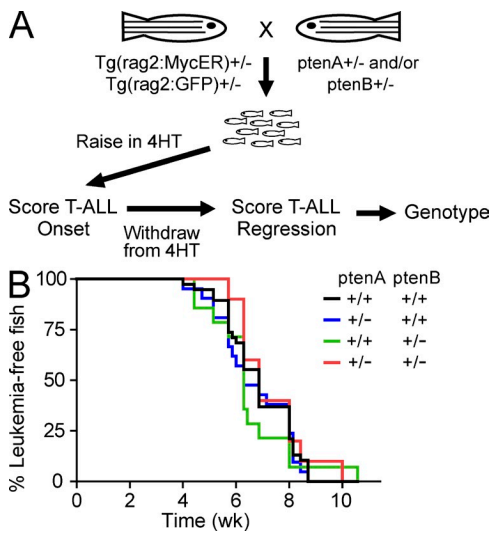 A
X
Tg(rag2:MycER)+/-
Tg(rag2:GFP)+/-
ptenA+/- and/or
ptenB+/-
Raise in 4HT
Score T-ALL
Onset
Withdraw
from 4HT
Score T-ALL
Regression
Genotype
B
ptenA ptenB
+/+ +/+
+/− +/+
+/+ +/−
+/− +/−
% Leukemia-free fish
100
75
50
25
0
0 2 4 6 8 10
Time (wk)